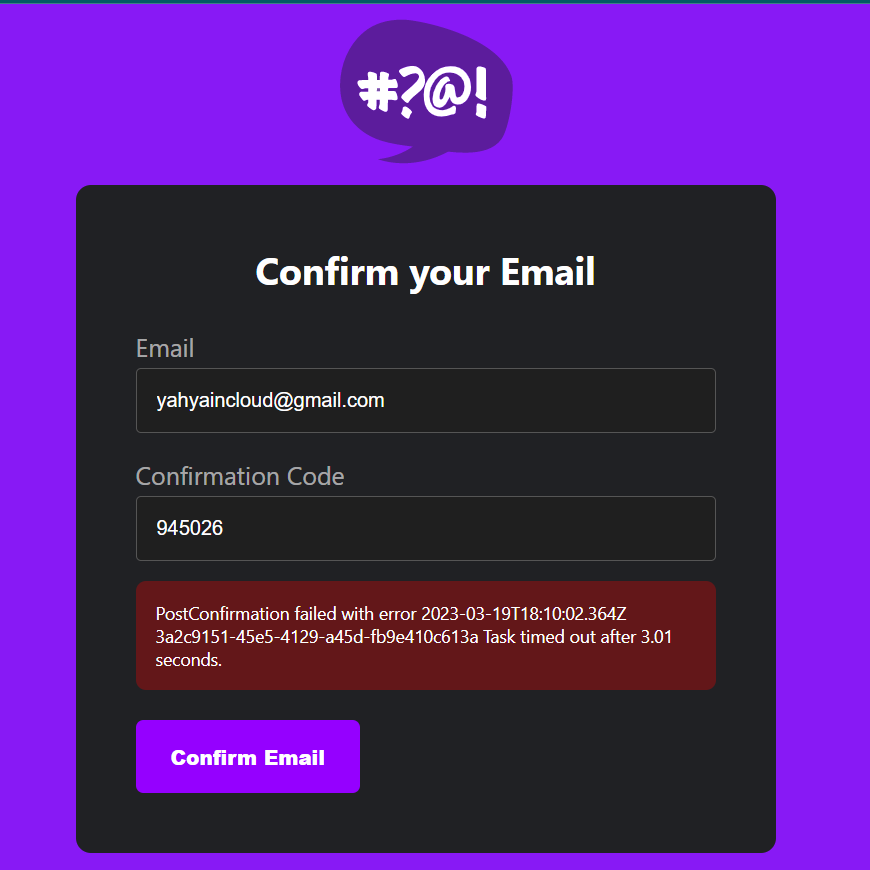 #?@!
Confirm your Email
Email
yahyaincloud@gmail.com
Confirmation Code
945026
PostConfirmation failed with error 2023-03-19T18:10:02.364Z
3a2c9151-45e5-4129-a45d-fb9e410c613a Task timed out after 3.01
seconds.
Confirm Email